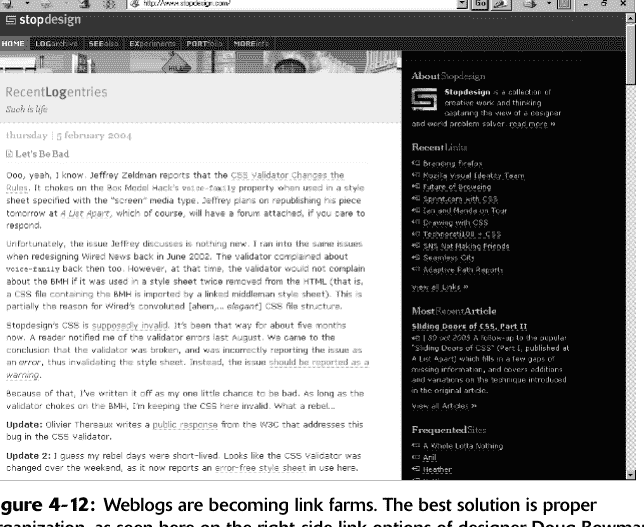 http://www.stopdesign.com/
Go
stopdesign
HOME LOGarchive SEEalso EXperiments PORTfolio MOREinfo
RecentLogentries
Such is life
thursday | 5 february 2004
Let's Be Bad
Ooo, yeah, I know. Jeffrey Zeldman reports that the CSS Validator Changes the
Rules. It chokes on the Box Model Hack's voice-family property when used in a style
sheet specified with the "screen" media type. Jeffrey plans on republishing his piece
tomorrow at A List Apart, which of course, will have a forum attached, if you care to
respond.
Unfortunately, the issue Jeffrey discusses is nothing new. I ran into the same issues
when redesigning Wired News back in June 2002. The validator complained about
voice-family back then too. However, at that time, the validator would not complain
about the BMH if it was used in a style sheet twice removed from the HTML (that is,
a CSS file containing the BMH is imported by a linked middleman style sheet). This is
partially the reason for Wired's convoluted [ahem,... elegant] CSS file structure.
Stopdesign's CSS is supposedly invalid. It's been that way for about five months
now. A reader notified me of the validator errors last August. We came to the
conclusion that the validator was broken, and was incorrectly reporting the issue as
an error, thus invalidating the style sheet. Instead, the issue should be reported as a
warning.
Because of that, I've written it off as my one little chance to be bad. As long as the
validator chokes on the BMH, I'm keeping the CSS here invalid. What a rebel...
Update: Olivier Thereaux writes a public response from the W3C that addresses this
bug in the CSS Validator.
Update 2: I guess my rebel days were short-lived. Looks like the CSS Validator was
changed over the weekend, as it now reports an error-free style sheet in use here.
About Stopdesign
Stopdesign is a collection of
creative work and thinking
capturing the view of a designer
and world problem solver. read more »
RecentLinks
Branding Firefox
Mozilla Visual Identity Team
Future of Browsing
Sprint.com with CSS
Ian and Manda on Tour
Drawing with CSS
Technorati100 + CSS
SNS Not Making Friends
Seamless City
Adaptive Path Reports
View all Links »
MostRecentArticle
Sliding Doors of CSS, Part II
| 30 oct 2003 A follow-up to the popular
"Sliding Doors of CSS" (Part I, published at
A List Apart) which fills in a few gaps of
missing information, and covers additions
and variations on the technique introduced
in the original article.
View all Articles »
FrequentedSites
A Whole Lotta Nothing
Anil
Heather
igure 4-12: Weblogs are becoming link farms. The best solution is proper
rganization, as seen here on the right-side link options of designer Doug Bowman